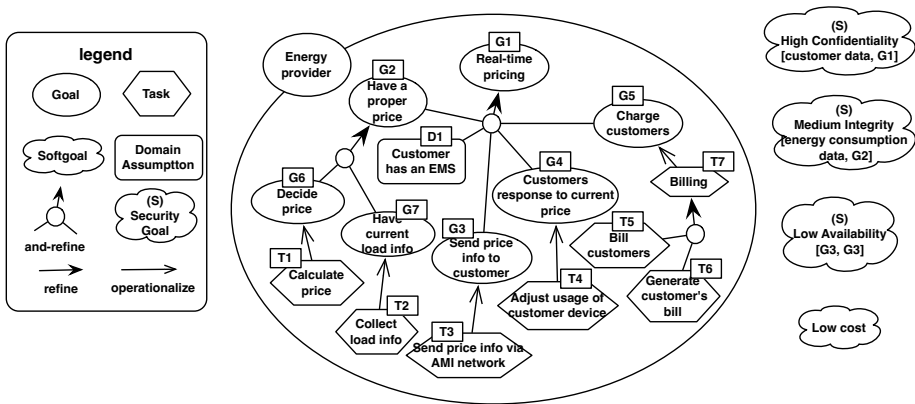 legend
Goal
Task
Softgoal
Domain
Assumptton
(S)
Security
Goal
and-refine
refine
operationalize
Energy
provider
G1
Real-time
pricing
G2
Have a
proper
price
G5
Charge
customers
D1
Customer
has an EMS
G4
Customers
response to current
price
T7
Billing
G6
Decide
price
G7
Have
current
load info
G3
Send price
info to
customer
T5
Bill
customers
T1
Calculate
price
T4
Adjust usage of
customer device
T6
Generate
customer's
bill
T2
Collect
load info
T3
Send price info via
AMI network
(S)
High Confidentiality
[customer data, G1]
(S)
Medium Integrity
[energy consumption
data, G2]
(S)
Low Availability
[G3, G3]
Low cost